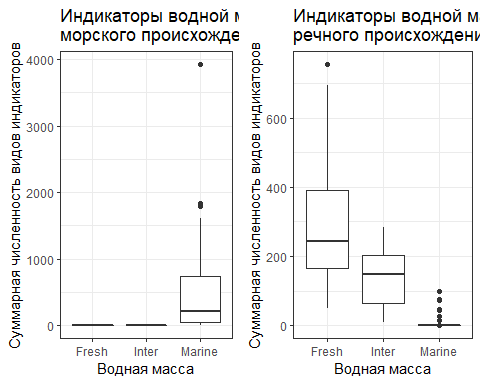 Индикаторы водной м
морского происхожде
Суммарная численность видов индикаторов
4000
3000
2000
1000
0
Fresh Inter Marine
Водная масса
Индикаторы водной ма
речного происхождени
Суммарная численность видов индикаторов
600
400
200
0
Fresh Inter Marine
Водная масса